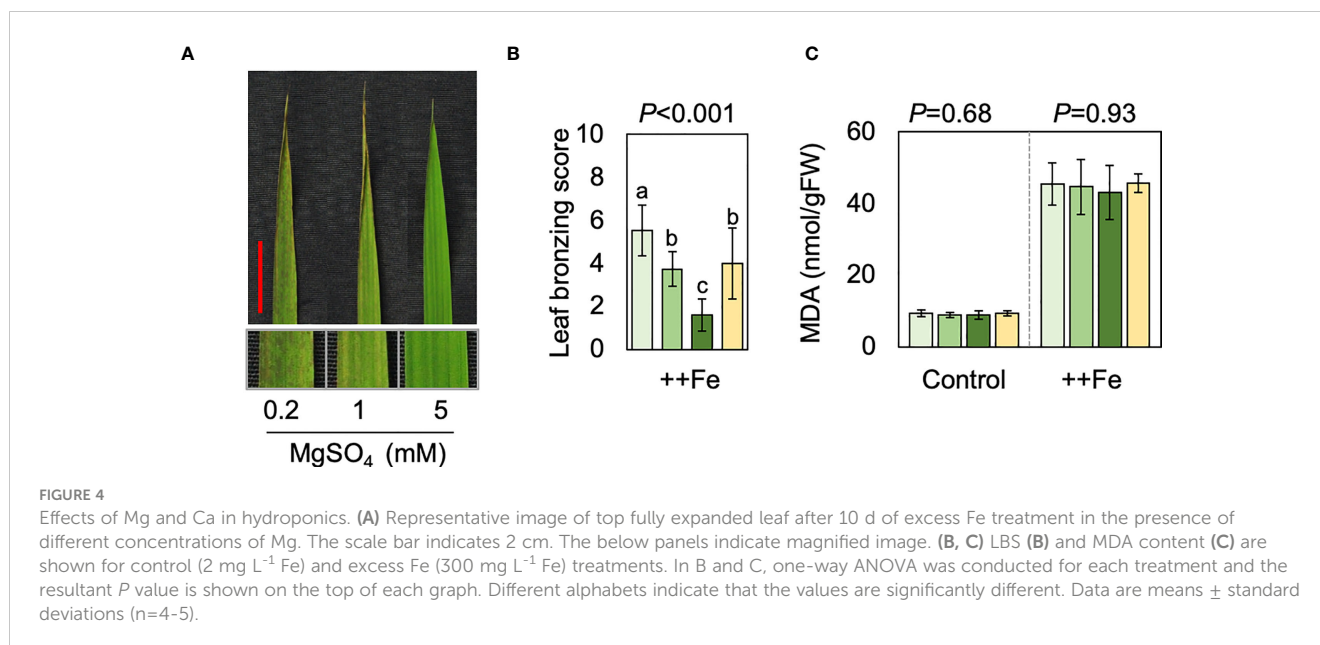 A
B
C
P<0.001
P=0.68
P=0.93
Leaf bronzing score
10
8
6
4
2
0
a
b
c
b
++Fe
MDA (nmol/gFW)
60
40
20
0
Control
++Fe
0.2 1 5
MgSO₄ (mM)
FIGURE 4
Effects of Mg and Ca in hydroponics. (A) Representative image of top fully expanded leaf after 10 d of excess Fe treatment in the presence of
different concentrations of Mg. The scale bar indicates 2 cm. The below panels indicate magnified image. (B, C) LBS (B) and MDA content (C) are
shown for control (2 mg L⁻¹ Fe) and excess Fe (300 mg L⁻¹ Fe) treatments. In B and C, one-way ANOVA was conducted for each treatment and the
resultant P value is shown on the top of each graph. Different alphabets indicate that the values are significantly different. Data are means ± standard
deviations (n=4-5).